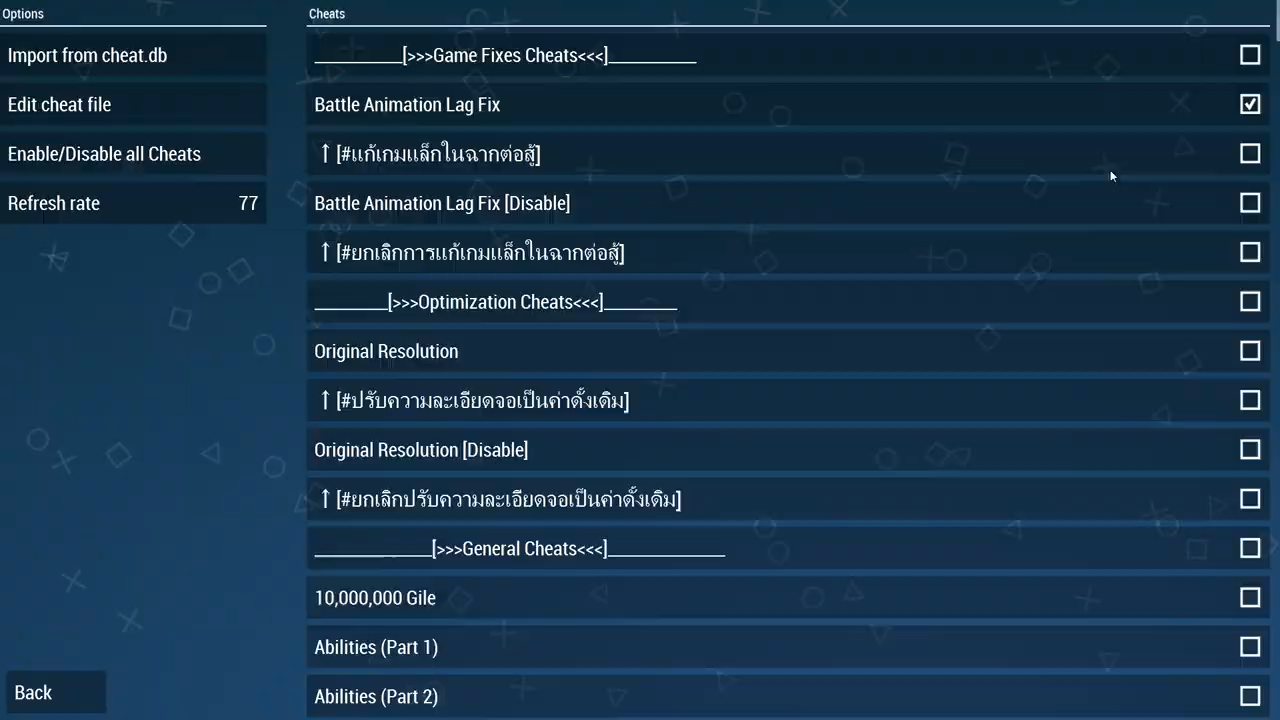 Options
Import from cheat.db
Edit cheat file
Enable/Disable all Cheats
Refresh rate 77
Back
Cheats
__________[>>>Game Fixes Cheats<<<]__________
Battle Animation Lag Fix
↑ [#แก้เกมแล็กในฉากต่อสู้]
Battle Animation Lag Fix [Disable]
↑ [#ยกเลิกการแก้เกมแล็กในฉากต่อสู้]
________[>>>Optimization Cheats<<<]________
Original Resolution
↑ [#ปรับความละเอียดจอเป็นค่าดั้งเดิม]
Original Resolution [Disable]
↑ [#ยกเลิกปรับความละเอียดจอเป็นค่าดั้งเดิม]
_____________[>>>General Cheats<<<]_____________
10,000,000 Gile
Abilities (Part 1)
Abilities (Part 2)